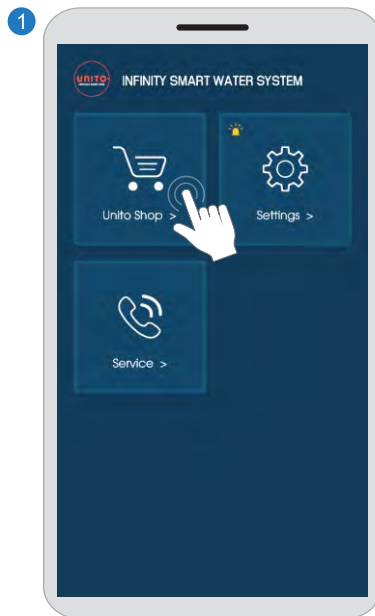 1
UNITO
INFINITY SMART WATER SYSTEM
Unito Shop >
Settings >
Service >